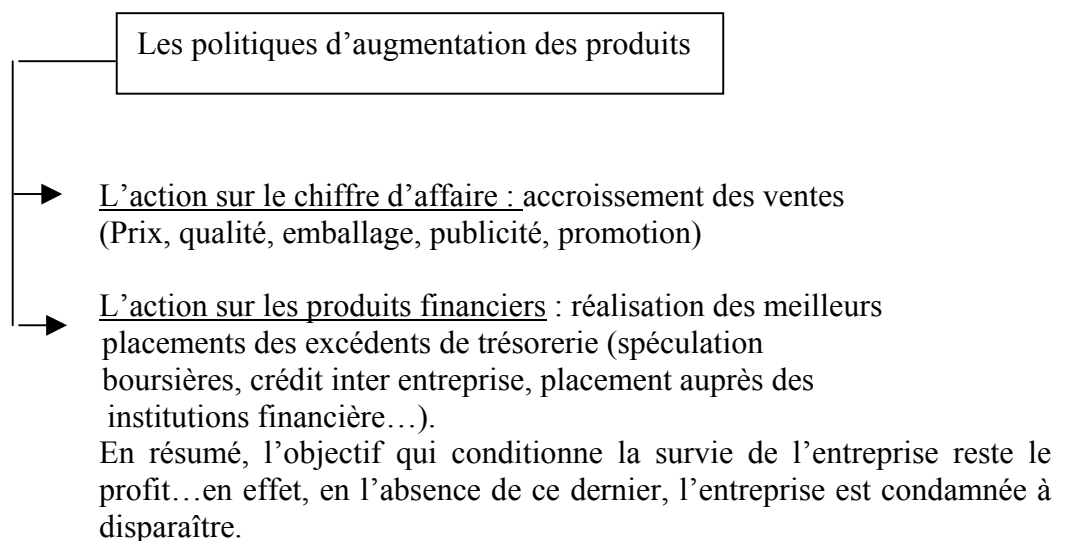 Les politiques d’augmentation des produits
L’action sur le chiffre d’affaire : accroissement des ventes
(Prix, qualité, emballage, publicité, promotion)
L’action sur les produits financiers : réalisation des meilleurs
placements des excédents de trésorerie (spéculation
boursières, crédit inter entreprise, placement auprès des
institutions financière…).
En résumé, l’objectif qui conditionne la survie de l’entreprise reste le
profit…en effet, en l’absence de ce dernier, l’entreprise est condamnée à
disparaître.